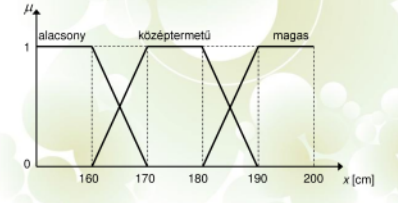 μ
alacsony középtermetű magas
1
0
160 170 180 190 200 x [cm]